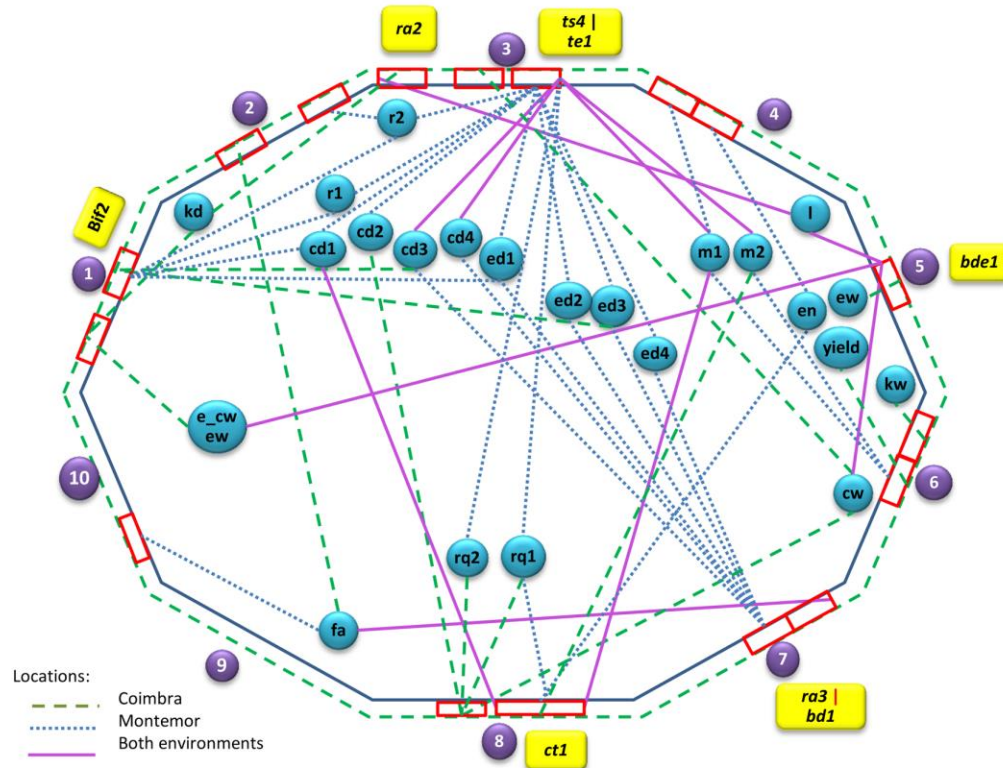 ra2
3
ts4 |
te1
2
4
r2
Bif2
kd
r1
l
cd1
cd2
cd3
cd4
ed1
m1
m2
1
5
bde1
ed2
ed3
en
ew
ed4
yield
kw
e_cw
ew
10
cw
6
rq2
rq1
fa
9
7
Locations:
Coimbra
Montemor
Both environments
ra3 |
bd1
8
ct1